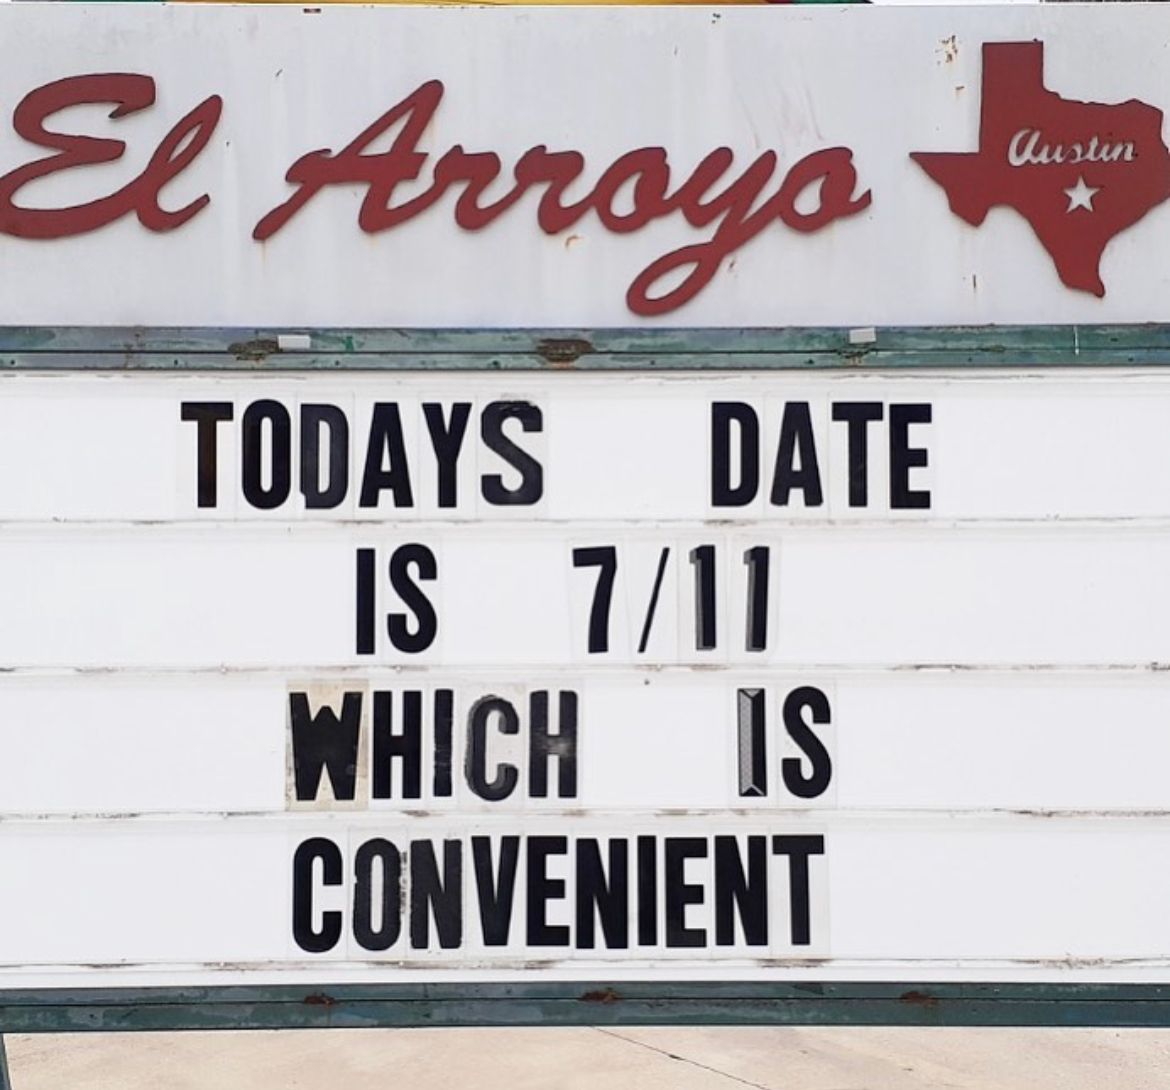 El Arroyo
Austin
TODAYS DATE
IS 7/11
WHICH IS
CONVENIENT